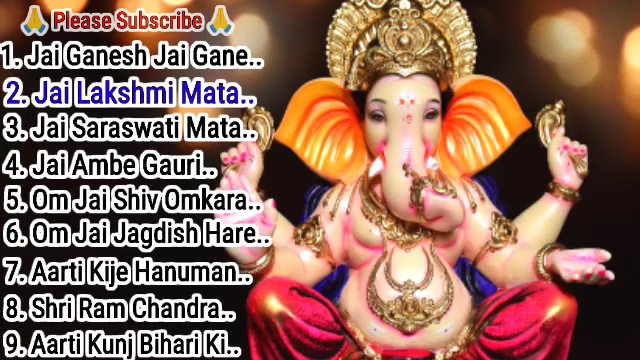 🙏 Please Subscribe 🙏
1. Jai Ganesh Jai Gane..
2. Jai Lakshmi Mata..
3. Jai Saraswati Mata..
4. Jai Ambe Gauri..
5. Om Jai Shiv Omkara..
6. Om Jai Jagdish Hare..
7. Aarti Kije Hanuman..
8. Shri Ram Chandra..
9. Aarti Kunj Bihari Ki..